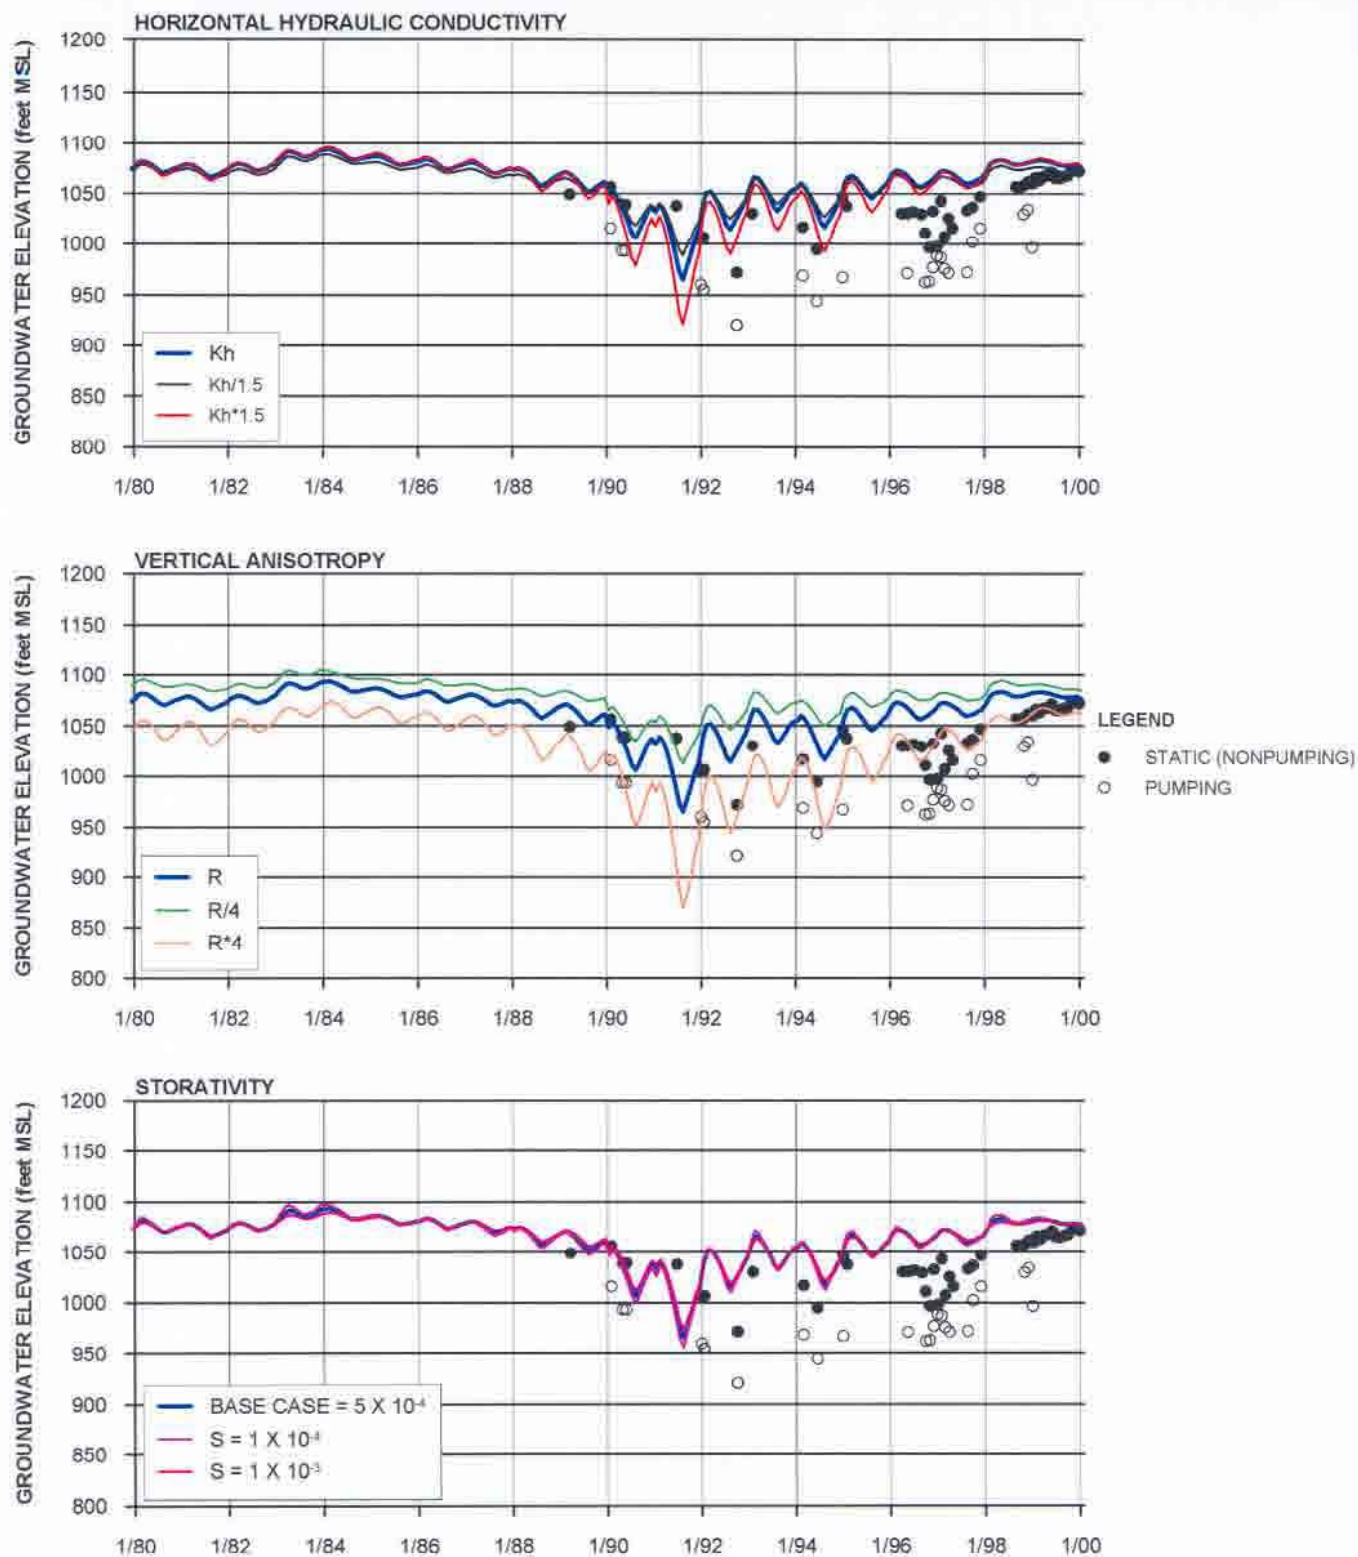 HORIZONTAL HYDRAULIC CONDUCTIVITY
GROUNDWATER ELEVATION (feet MSL)
1200
1150
1100
1050
1000
950
900
850
800
Kh
Kh/1.5
Kh*1.5
1/80 1/82 1/84 1/86 1/88 1/90 1/92 1/94 1/96 1/98 1/00
VERTICAL ANISOTROPY
GROUNDWATER ELEVATION (feet MSL)
1200
1150
1100
1050
1000
950
900
850
800
R
R/4
R*4
1/80 1/82 1/84 1/86 1/88 1/90 1/92 1/94 1/96 1/98 1/00
LEGEND
STATIC (NONPUMPING)
PUMPING
STORATIVITY
GROUNDWATER ELEVATION (feet MSL)
1200
1150
1100
1050
1000
950
900
850
800
BASE CASE = 5 X 10⁻⁴
S = 1 X 10⁻⁴
S = 1 X 10⁻³
1/80 1/82 1/84 1/86 1/88 1/90 1/92 1/94 1/96 1/98 1/00